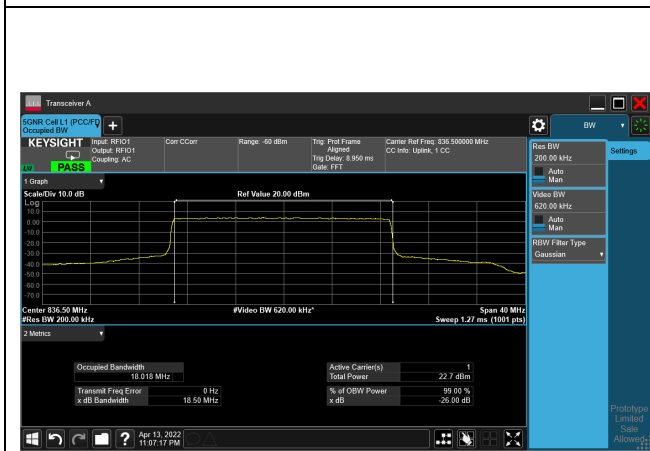 Transceiver A
5GNR Cell L1 (PCC/FD
Occupied BW
BW
KEYSIGHT
Input: RFIO1
Output: RFIO1
Coupling: AC
Corr CCorr
Range: -60 dBm
Trig: Prot Frame
Aligned
Trig Delay: 8.950 ms
Gate: FFT
Carrier Ref Freq: 836.500000 MHz
CC Info: Uplink, 1 CC
PASS
1 Graph
Scale/Div 10.0 dB
Ref Value 20.00 dBm
Log
10.0
0.00
-10.0
-20.0
-30.0
-40.0
-50.0
-60.0
-70.0
Center 836.50 MHz
#Video BW 620.00 kHz*
Span 40 MHz
#Res BW 200.00 kHz
Sweep 1.27 ms (1001 pts)
2 Metrics
Occupied Bandwidth
18.018 MHz
Transmit Freq Error 0 Hz
x dB Bandwidth 18.50 MHz
Active Carrier(s) 1
Total Power 22.7 dBm
% of OBW Power 99.00 %
x dB -26.00 dB
Res BW
200.00 kHz
Auto
Man
Video BW
620.00 kHz
Auto
Man
RBW Filter Type
Gaussian
Settings
Prototype
Limited
Sale
Allowed
?
Apr 13, 2022
11:07:17 PM